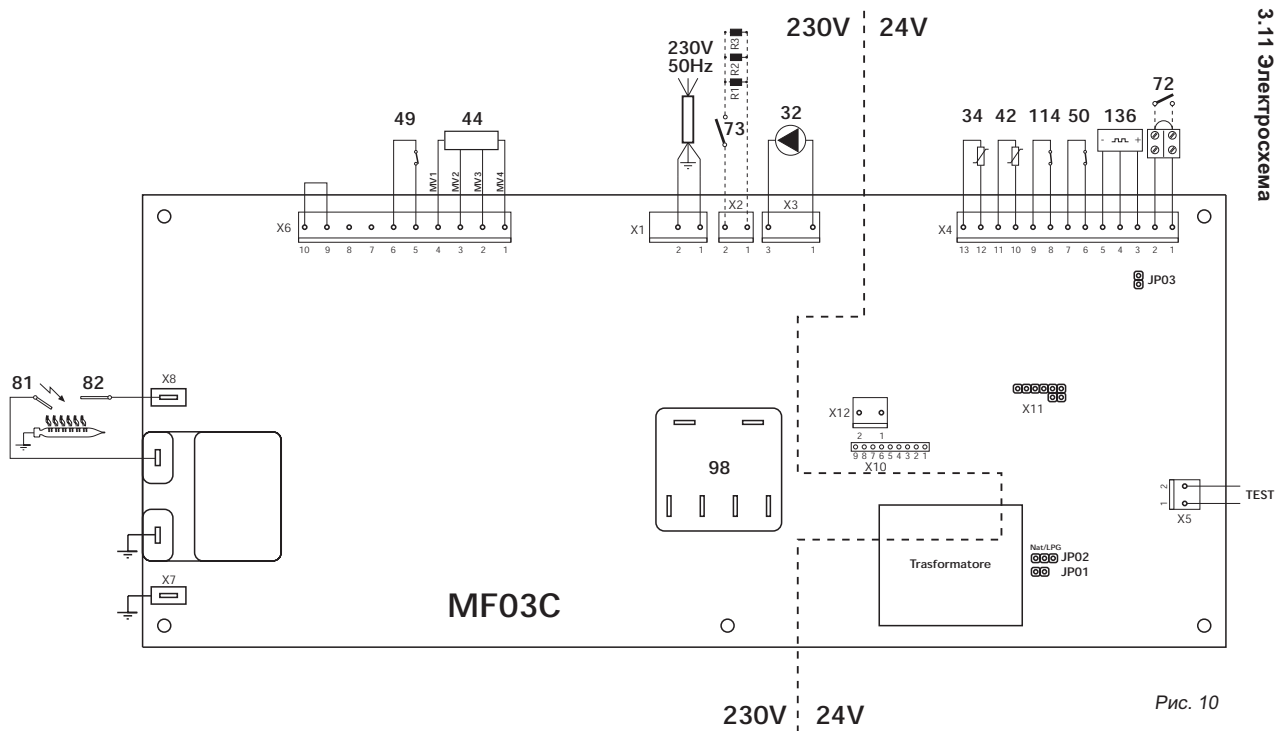 3.11 Электросхема
230V 24V
230V
50Hz
R3
R2
R1
73
32
49
44
MV1
MV2
MV3
MV4
34 42 114 50 136 72
- +
X6
10 9 8 7 6 5 4 3 2 1
X1
2 1
X2
2 1
X3
3 1
X4
13 12 11 10 9 8 7 6 5 4 3 2 1
JP03
81 82
X8
X11
X12
2 1
9 8 7 6 5 4 3 2 1
X10
98
2
1
X5
TEST
Trasformatore
Nat/LPG
JP02
JP01
X7
MF03C
230V 24V
Рис. 10